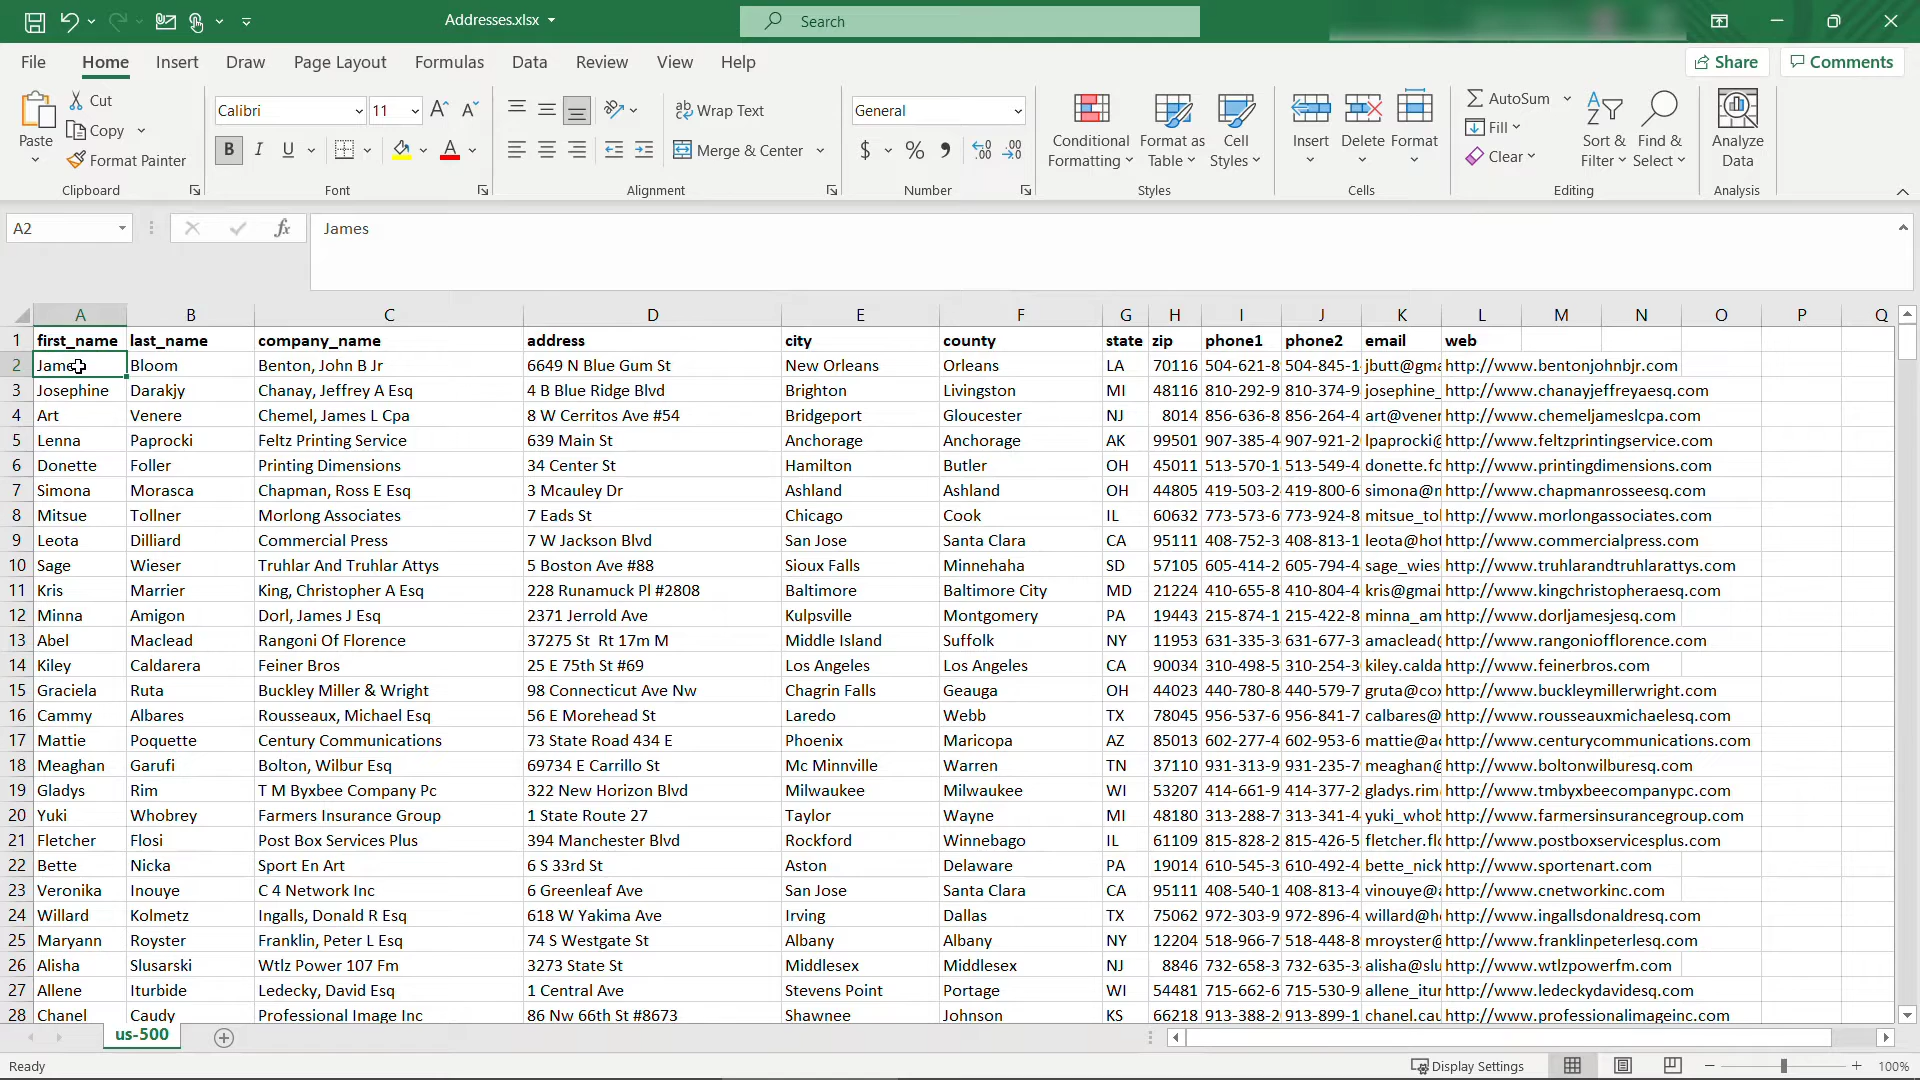 Addresses.xlsx
Search
File Home Insert Draw Page Layout Formulas Data Review View Help Share Comments
Paste Cut Copy Format Painter Clipboard
Calibri 11 B I U A Font
Wrap Text Merge & Center Alignment
General $ % Number
Conditional Formatting Format as Table Cell Styles Styles
Insert Delete Format Cells
AutoSum Fill Clear Sort & Filter Find & Select Editing
Analyze Data Analysis
A2 fx James
A B C D E F G H I J K L M N O P Q
1 first_name last_name company_name address city county state zip phone1 phone2 email web
2 Bloom Benton, John B Jr 6649 N Blue Gum St New Orleans Orleans LA 70116 504-621-8 504-845-1 jbutt@gma http://www.bentonjohnbjr.com
3 Josephine Darakjy Chanay, Jeffrey A Esq 4 B Blue Ridge Blvd Brighton Livingston MI 48116 810-292-9 810-374-9 josephine_ http://www.chanayjeffreyaesq.com
4 Art Venere Chemel, James L Cpa 8 W Cerritos Ave #54 Bridgeport Gloucester NJ 8014 856-636-8 856-264-4 art@vener http://www.chemeljameslcpa.com
5 Lenna Paprocki Feltz Printing Service 639 Main St Anchorage Anchorage AK 99501 907-385-4 907-921-2 lpaprocki@ http://www.feltzprintingservice.com
6 Donette Foller Printing Dimensions 34 Center St Hamilton Butler OH 45011 513-570-1 513-549-4 donette.fo http://www.printingdimensions.com
7 Simona Morasca Chapman, Ross E Esq 3 Mcauley Dr Ashland Ashland OH 44805 419-503-2 419-800-6 simona@m http://www.chapmanrosseesq.com
8 Mitsue Tollner Morlong Associates 7 Eads St Chicago Cook IL 60632 773-573-6 773-924-8 mitsue_tol http://www.morlongassociates.com
9 Leota Dilliard Commercial Press 7 W Jackson Blvd San Jose Santa Clara CA 95111 408-752-3 408-813-1 leota@hot http://www.commercialpress.com
10 Sage Wieser Truhlar And Truhlar Attys 5 Boston Ave #88 Sioux Falls Minnehaha SD 57105 605-414-2 605-794-4 sage_wies http://www.truhlarandtruhlarattys.com
11 Kris Marrier King, Christopher A Esq 228 Runamuck Pl #2808 Baltimore Baltimore City MD 21224 410-655-8 410-804-4 kris@gmai http://www.kingchristopheraesq.com
12 Minna Amigon Dorl, James J Esq 2371 Jerrold Ave Kulpsville Montgomery PA 19443 215-874-1 215-422-8 minna_am http://www.dorljamesjesq.com
13 Abel Maclead Rangoni Of Florence 37275 St Rt 17m M Middle Island Suffolk NY 11953 631-335-3 631-677-3 amaclead@ http://www.rangoniofflorence.com
14 Kiley Caldarera Feiner Bros 25 E 75th St #69 Los Angeles Los Angeles CA 90034 310-498-5 310-254-3 kiley.calda http://www.feinerbros.com
15 Graciela Ruta Buckley Miller & Wright 98 Connecticut Ave Nw Chagrin Falls Geauga OH 44023 440-780-8 440-579-7 gruta@cox http://www.buckleymillerwright.com
16 Cammy Albares Rousseaux, Michael Esq 56 E Morehead St Laredo Webb TX 78045 956-537-6 956-841-7 calbares@ http://www.rousseauxmichaelesq.com
17 Mattie Poquette Century Communications 73 State Road 434 E Phoenix Maricopa AZ 85013 602-277-4 602-953-6 mattie@ao http://www.centurycommunications.com
18 Meaghan Garufi Bolton, Wilbur Esq 69734 E Carrillo St Mc Minnville Warren TN 37110 931-313-9 931-235-7 meaghan@ http://www.boltonwilburesq.com
19 Gladys Rim T M Byxbee Company Pc 322 New Horizon Blvd Milwaukee Milwaukee WI 53207 414-661-9 414-377-2 gladys.rim http://www.tmbyxbeecompanypc.com
20 Yuki Whobrey Farmers Insurance Group 1 State Route 27 Taylor Wayne MI 48180 313-288-7 313-341-4 yuki_whob http://www.farmersinsurancegroup.com
21 Fletcher Flosi Post Box Services Plus 394 Manchester Blvd Rockford Winnebago IL 61109 815-828-2 815-426-5 fletcher.flo http://www.postboxservicesplus.com
22 Bette Nicka Sport En Art 6 S 33rd St Aston Delaware PA 19014 610-545-3 610-492-4 bette_nick http://www.sportenart.com
23 Veronika Inouye C 4 Network Inc 6 Greenleaf Ave San Jose Santa Clara CA 95111 408-540-1 408-813-4 vinouye@a http://www.cnetworkinc.com
24 Willard Kolmetz Ingalls, Donald R Esq 618 W Yakima Ave Irving Dallas TX 75062 972-303-9 972-896-4 willard@h http://www.ingallsdonaldresq.com
25 Maryann Royster Franklin, Peter L Esq 74 S Westgate St Albany Albany NY 12204 518-966-7 518-448-8 mroyster@ http://www.franklinpeterlesq.com
26 Alisha Slusarski Wtlz Power 107 Fm 3273 State St Middlesex Middlesex NJ 8846 732-658-3 732-635-3 alisha@slu http://www.wtlzpowerfm.com
27 Allene Iturbide Ledecky, David Esq 1 Central Ave Stevens Point Portage WI 54481 715-662-6 715-530-9 allene_itur http://www.ledeckydavidesq.com
28 Chanel Caudy Professional Image Inc 86 Nw 66th St #8673 Shawnee Johnson KS 66218 913-388-2 913-899-1 chanel.cau http://www.professionalimageinc.com
us-500
Ready Display Settings 100%